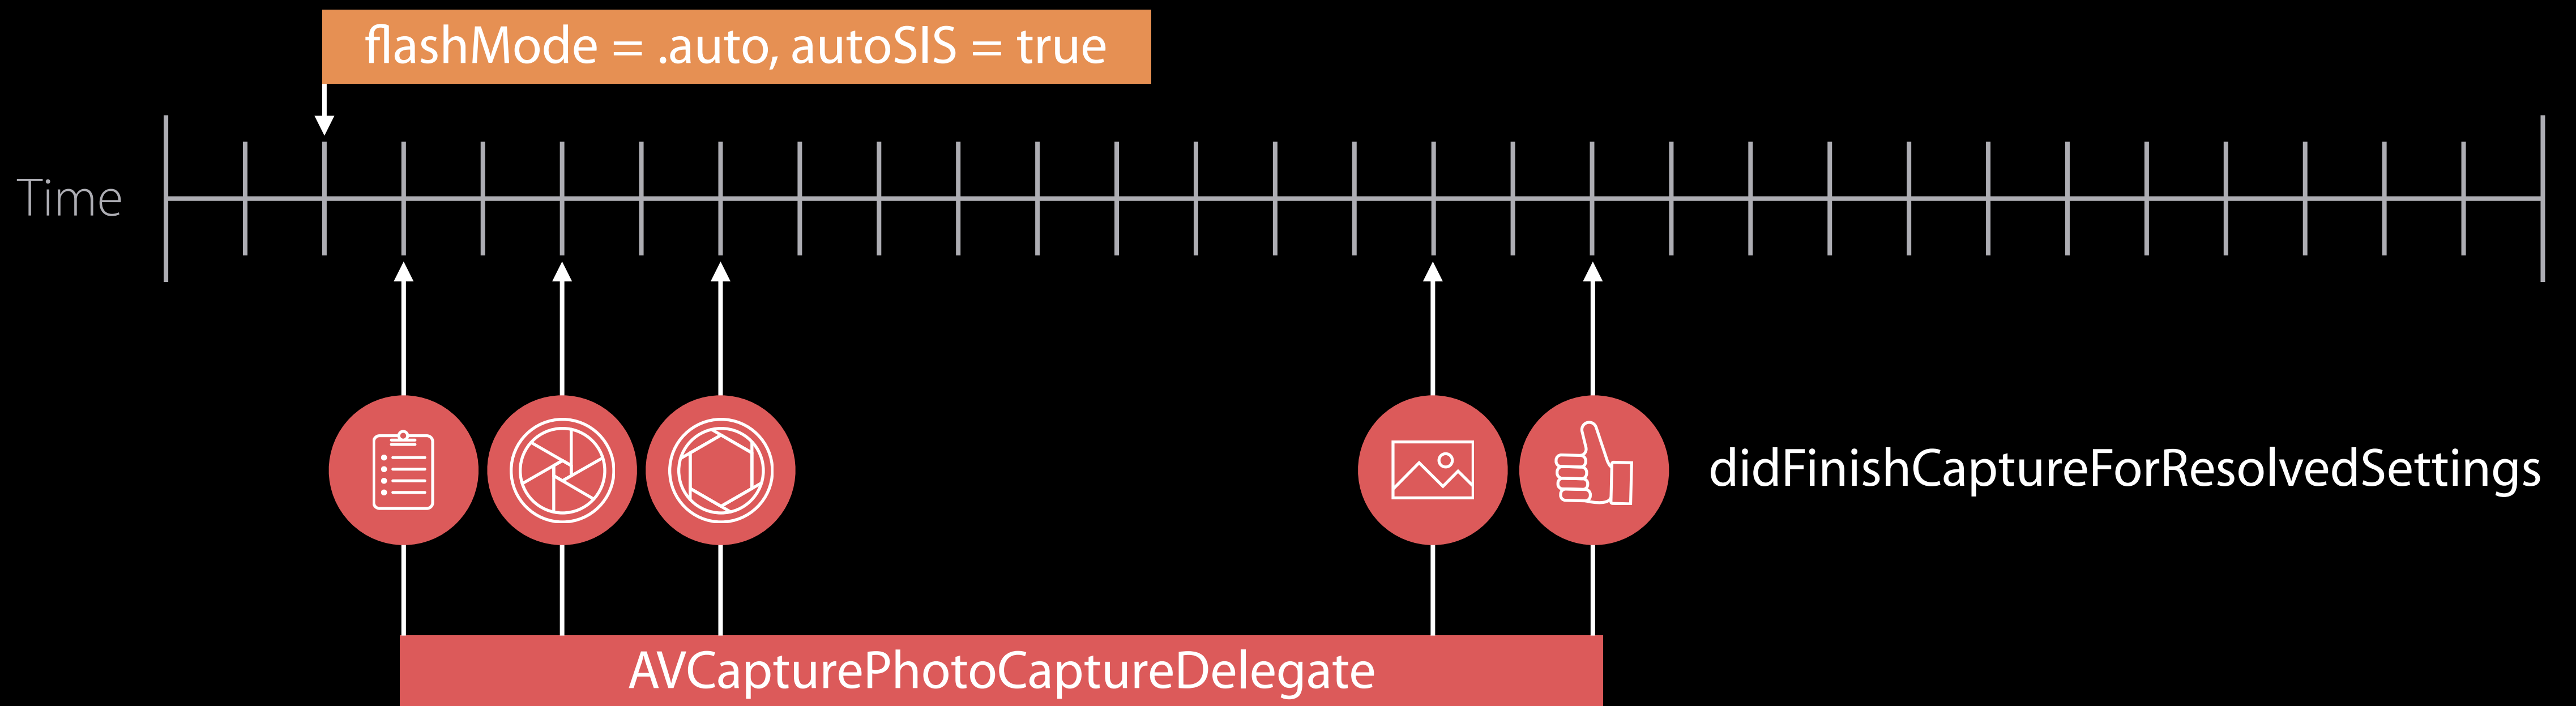 flashMode = .auto, autoSIS = true
Time
didFinishCaptureForResolvedSettings
AVCapturePhotoCaptureDelegate